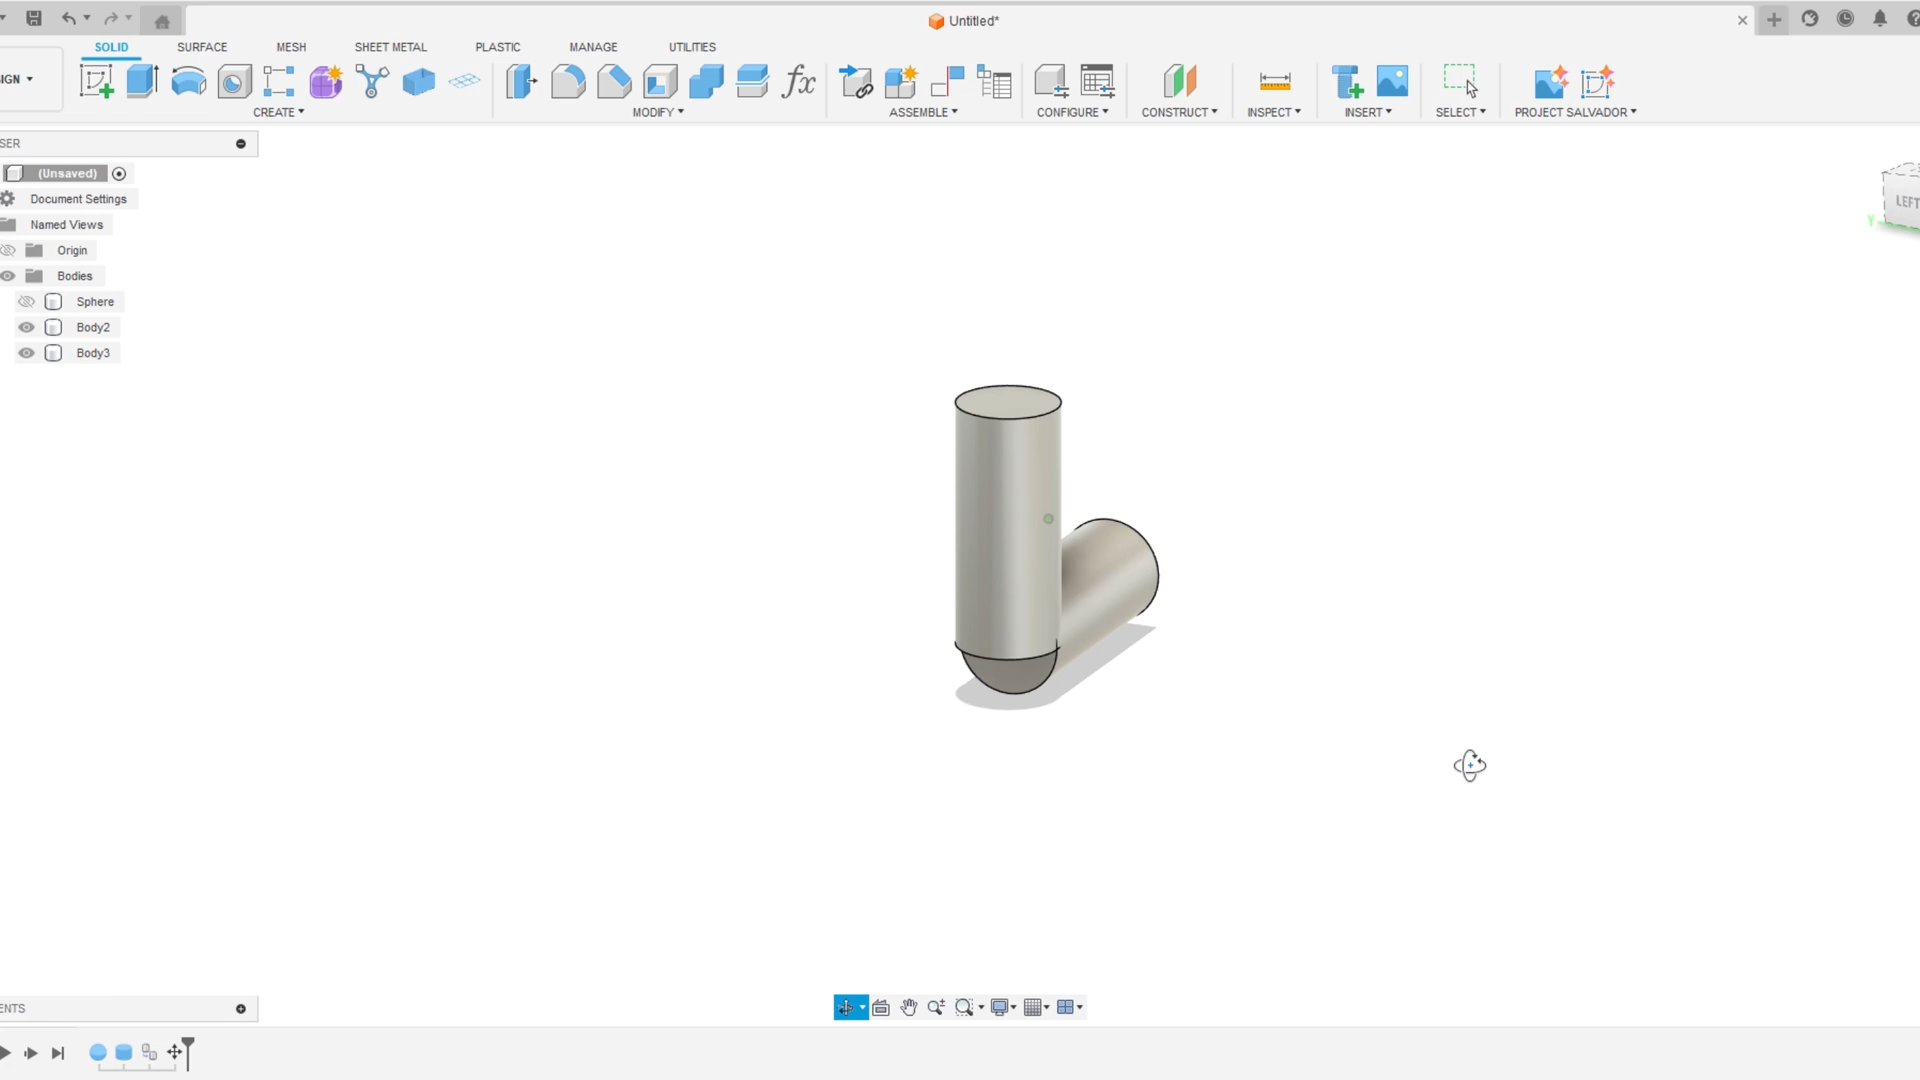 Untitled*
SOLID SURFACE MESH SHEET METAL PLASTIC MANAGE UTILITIES
IGN
fx
CREATE MODIFY ASSEMBLE CONFIGURE CONSTRUCT INSPECT INSERT SELECT PROJECT SALVADOR
SER
(Unsaved)
Document Settings
Named Views
Origin
Bodies
Sphere
Body2
Body3
LEFT
Y
ENTS